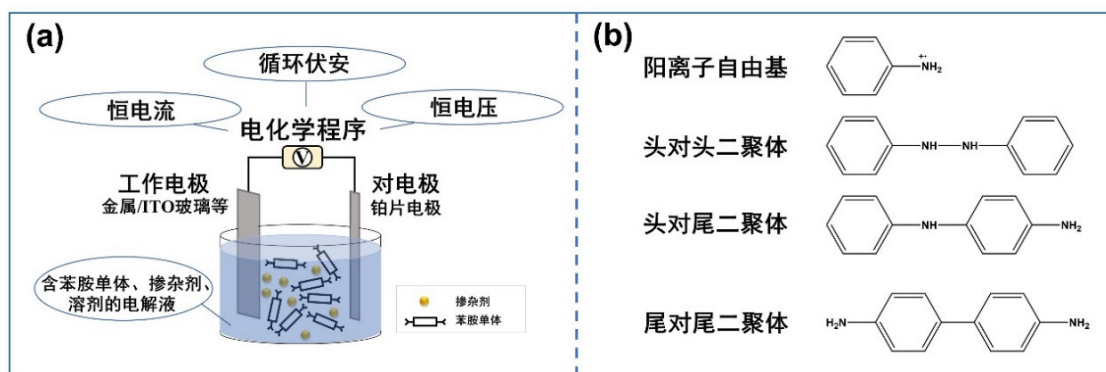 (a)
循环伏安
恒电流
恒电压
电化学程序
V
工作电极
金属/ITO玻璃等
对电极
铂片电极
含苯胺单体、掺杂剂、
溶剂的电解液
掺杂剂
苯胺单体
(b)
阳离子自由基
NH₂
头对头二聚体
NH
NH
头对尾二聚体
NH
NH₂
尾对尾二聚体
H₂N
NH₂